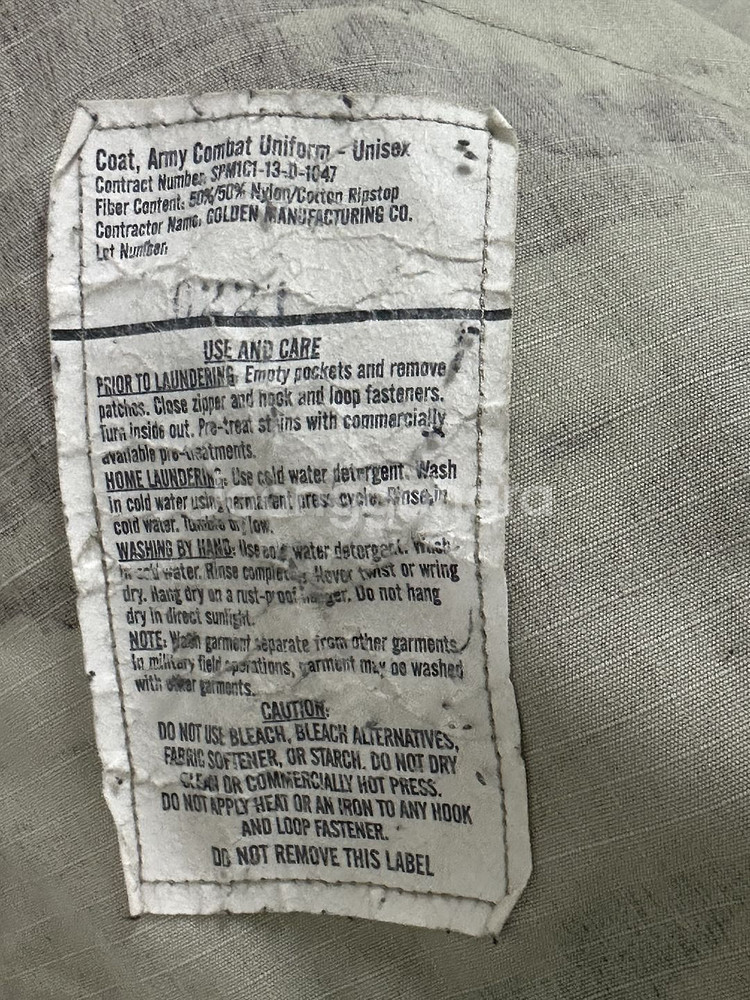 Coat, Army Combat Uniform - Unisex
Contract Number: SPM1C1-13-D-1047
Fiber Content: 50%/50% Nylon/Cotton Ripstop
Contractor Name: GOLDEN MANUFACTURING CO.
Lot Number:
USE AND CARE
PRIOR TO LAUNDERING: Empty pockets and remove
patches. Close zipper and hook and loop fasteners.
Turn inside out. Pre-treat stains with commercially
available pre-treatments.
HOME LAUNDERING: Use cold water detergent. Wash
in cold water using permanent press cycle. Rinse in
cold water. Tumble dry low.
WASHING BY HAND: Use cold water detergent. Wash
in cold water. Rinse completely. Never twist or wring
dry. Hang dry on a rust-proof hanger. Do not hang
dry in direct sunlight.
NOTE: Wash garment separate from other garments.
In military field operations, garment may be washed
with other garments.
CAUTION:
DO NOT USE BLEACH, BLEACH ALTERNATIVES,
FABRIC SOFTENER, OR STARCH. DO NOT DRY
CLEAN OR COMMERCIALLY HOT PRESS.
DO NOT APPLY HEAT OR AN IRON TO ANY HOOK
AND LOOP FASTENER.
DO NOT REMOVE THIS LABEL